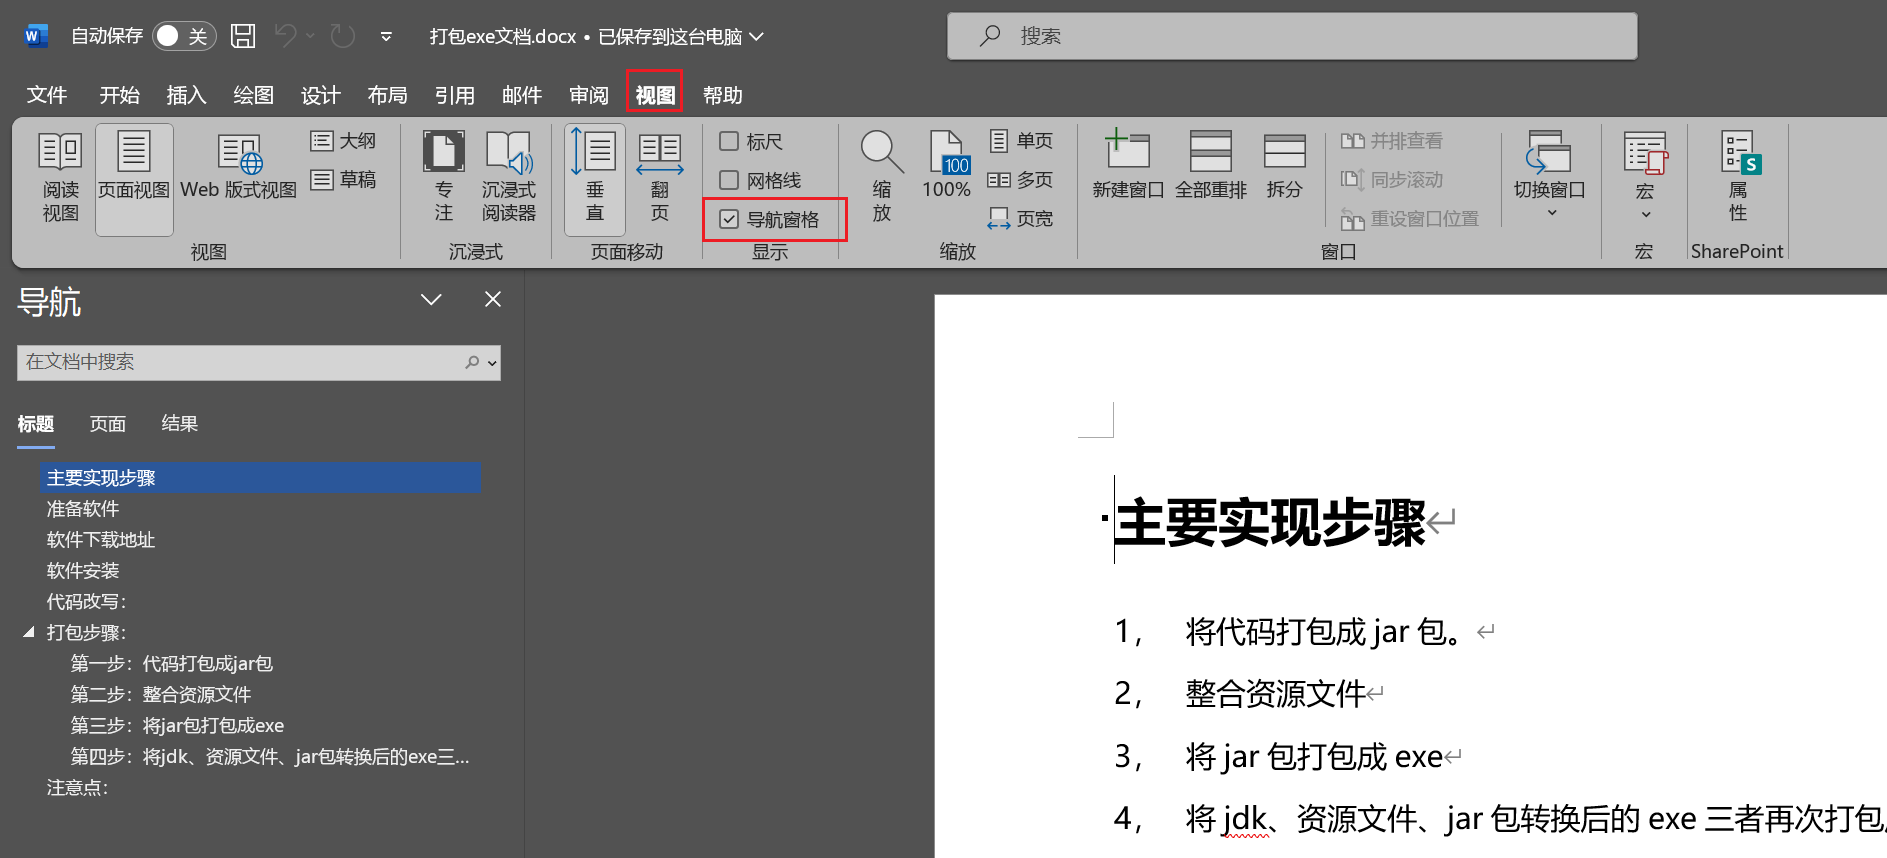 自动保存 关 打包exe文档.docx • 已保存到这台电脑 搜索
文件 开始 插入 绘图 设计 布局 引用 邮件 审阅 视图 帮助
阅读
视图
页面视图
Web 版式视图
大纲
草稿
视图
专
注
沉浸式
阅读器
沉浸式
垂
直
翻
页
页面移动
标尺
网格线
导航窗格
显示
缩
放
100
100%
单页
多页
页宽
缩放
新建窗口
全部重排
拆分
并排查看
同步滚动
重设窗口位置
切换窗口
窗口
宏
宏
S
属
性
SharePoint
导航
在文档中搜索
标题 页面 结果
主要实现步骤
准备软件
软件下载地址
软件安装
代码改写：
打包步骤：
第一步：代码打包成jar包
第二步：整合资源文件
第三步：将jar包打包成exe
第四步：将jdk、资源文件、jar包转换后的exe三...
注意点：
主要实现步骤
1， 将代码打包成 jar 包。
2， 整合资源文件
3， 将 jar 包打包成 exe
4， 将 jdk、资源文件、jar 包转换后的 exe 三者再次打包